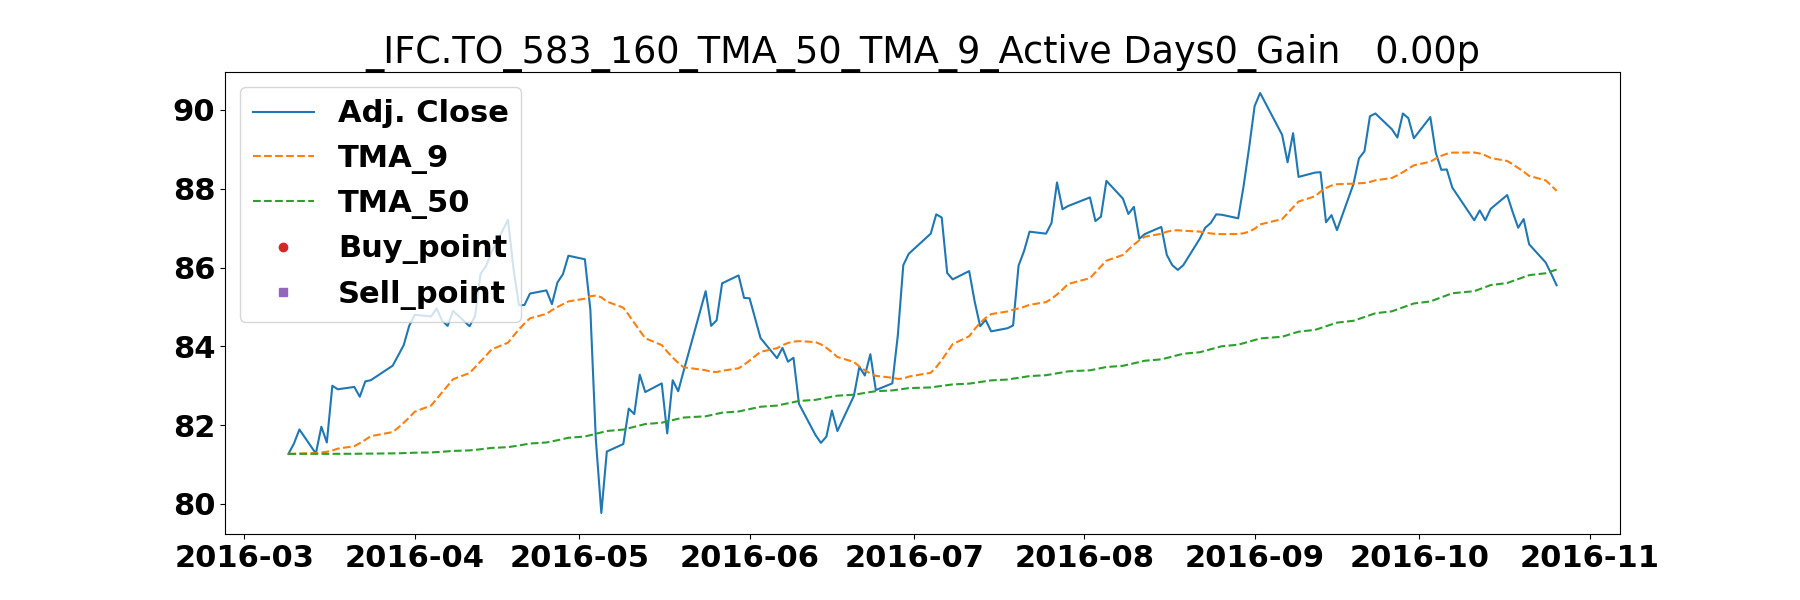 _IFC.TO_583_160_TMA_50_TMA_9_Active Days0_Gain   0.00p
Adj. Close
TMA_9
TMA_50
Buy_point
Sell_point
90
88
86
84
82
80
2016-03 2016-04 2016-05 2016-06 2016-07 2016-08 2016-09 2016-10 2016-11